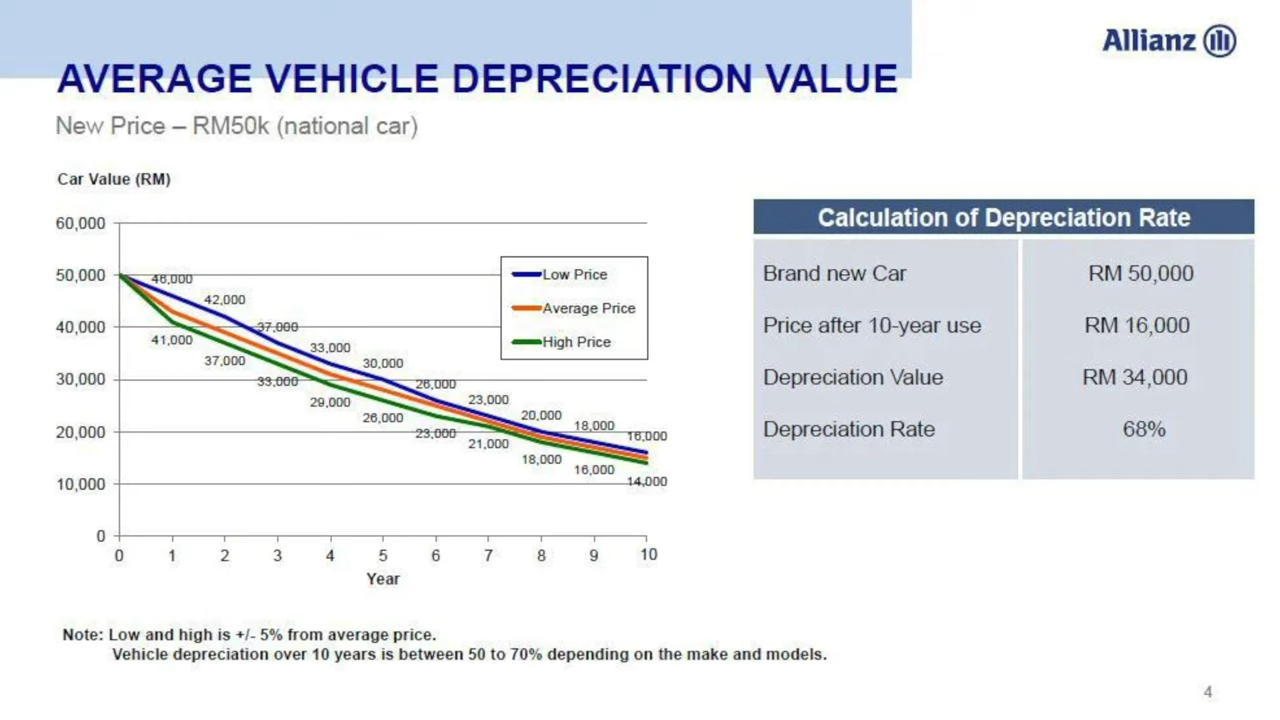 Allianz
AVERAGE VEHICLE DEPRECIATION VALUE
New Price – RM50k (national car)
Car Value (RM)
60,000
50,000
40,000
30,000
20,000
10,000
0
0 1 2 3 4 5 6 7 8 9 10
Year
46,000
42,000
37,000
33,000
30,000
26,000
23,000
20,000
18,000
16,000
41,000
37,000
33,000
29,000
26,000
23,000
21,000
18,000
16,000
14,000
Low Price
Average Price
High Price
Calculation of Depreciation Rate
Brand new Car RM 50,000
Price after 10-year use RM 16,000
Depreciation Value RM 34,000
Depreciation Rate 68%
Note: Low and high is +/- 5% from average price.
Vehicle depreciation over 10 years is between 50 to 70% depending on the make and models.
4